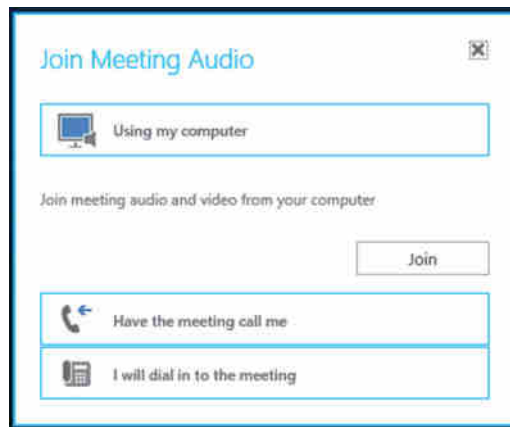 Join Meeting Audio
Using my computer
Join meeting audio and video from your computer
Join
Have the meeting call me
I will dial in to the meeting